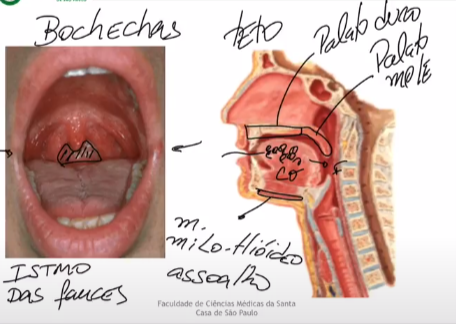 Bochechas
TETO
Palato duro
Palato
mole
m.
milo-Hióideo
assoalho
ISTMO
DAS fauces
Faculdade de Ciências Médicas da Santa
Casa de São Paulo